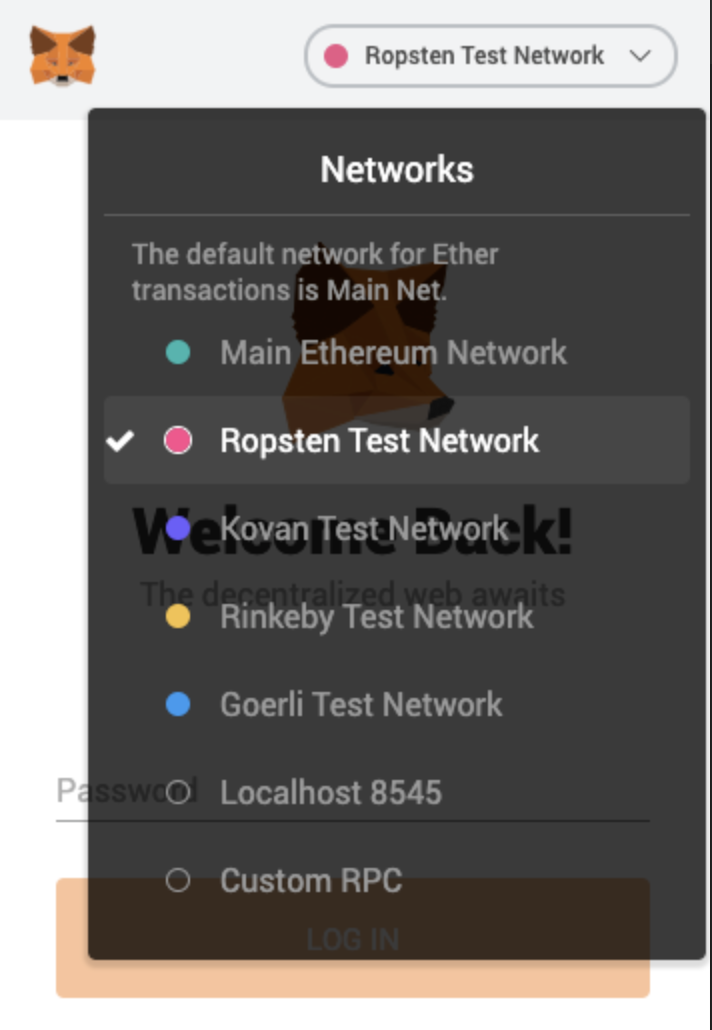 Ropsten Test Network
Networks
The default network for Ether
transactions is Main Net.
Main Ethereum Network
Ropsten Test Network
Welcome Back!
Kovan Test Network
The decentralized web awaits
Rinkeby Test Network
Goerli Test Network
Password
Localhost 8545
Custom RPC
LOG IN